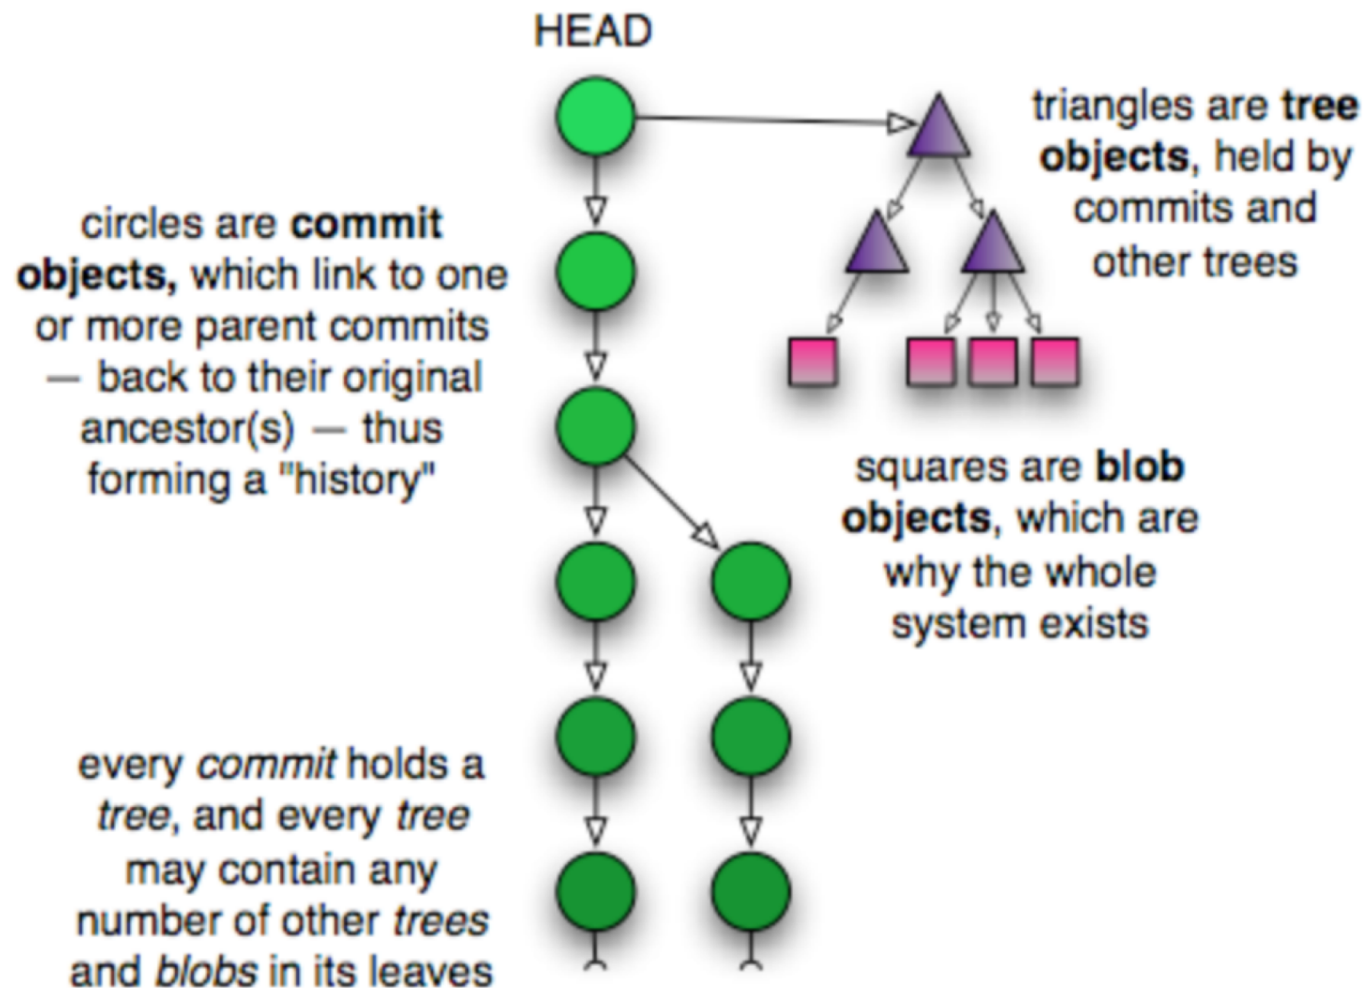 HEAD
triangles are tree
objects, held by
commits and
other trees
circles are commit
objects, which link to one
or more parent commits
— back to their original
ancestor(s) — thus
forming a "history"
squares are blob
objects, which are
why the whole
system exists
every commit holds a
tree, and every tree
may contain any
number of other trees
and blobs in its leaves